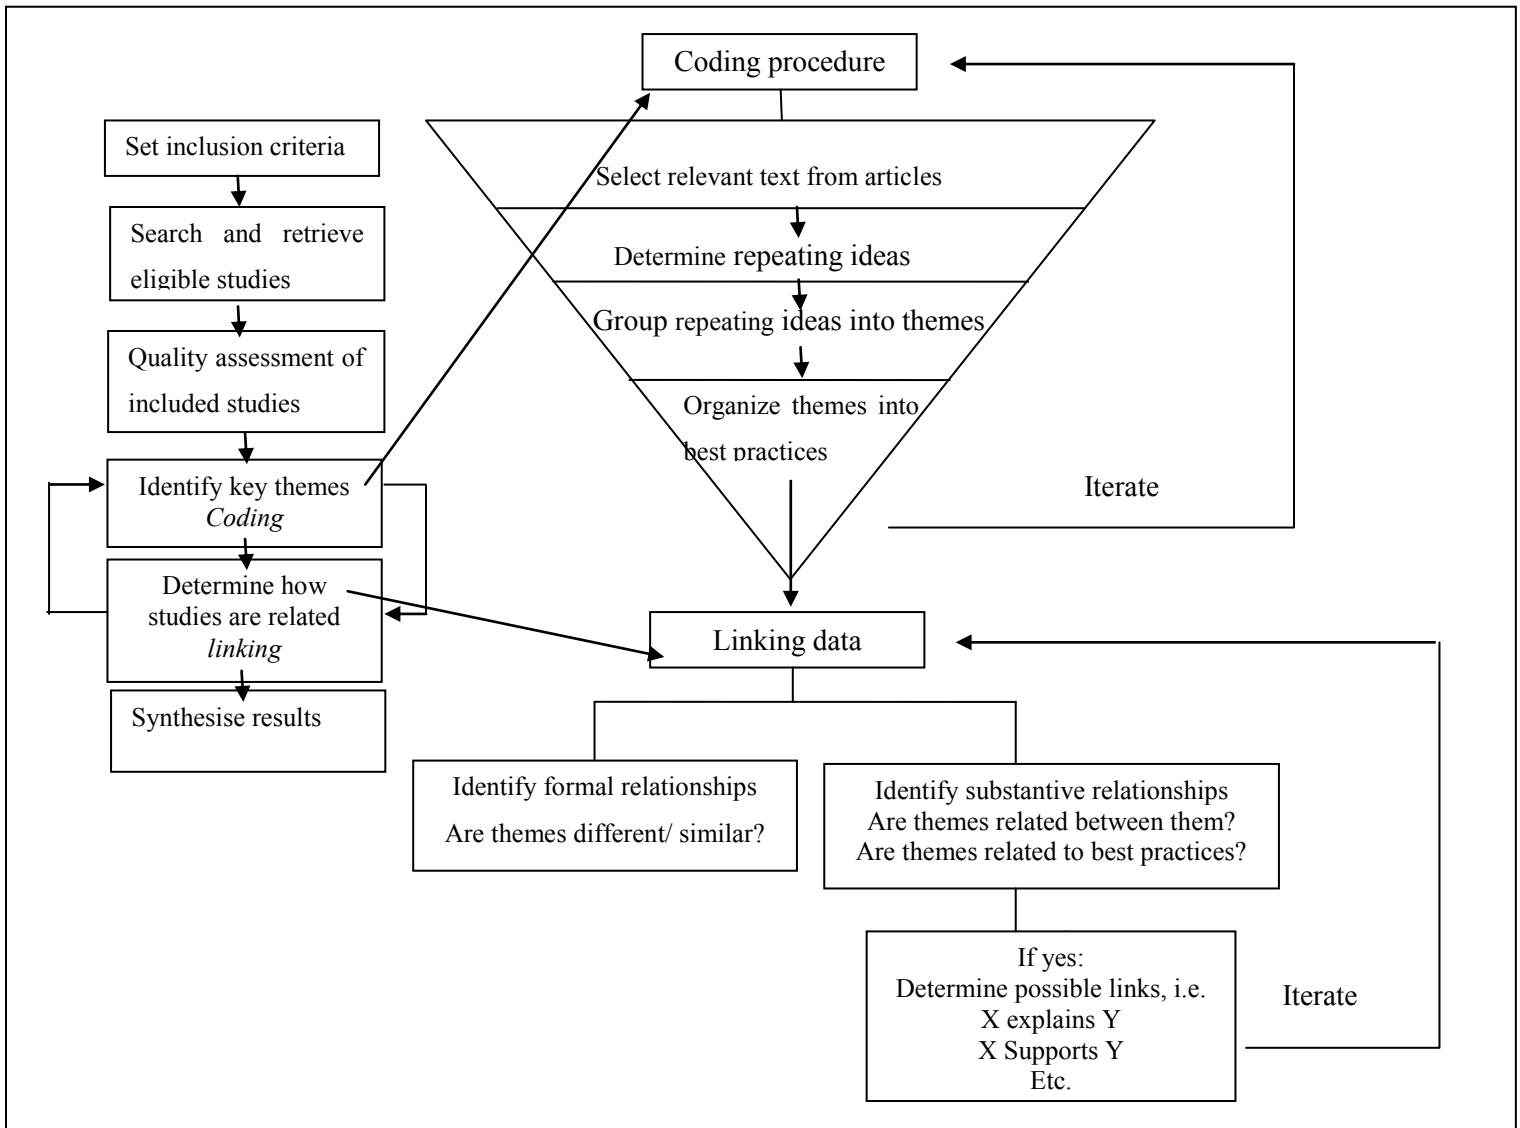 Coding procedure
Set inclusion criteria
Search and retrieve
eligible studies
Quality assessment of
included studies
Identify key themes
Coding
Determine how
studies are related
linking
Synthesise results
Select relevant text from articles
Determine repeating ideas
Group repeating ideas into themes
Organize themes into
best practices
Iterate
Linking data
Identify formal relationships
Are themes different/ similar?
Identify substantive relationships
Are themes related between them?
Are themes related to best practices?
If yes:
Determine possible links, i.e.
X explains Y
X Supports Y
Etc.
Iterate